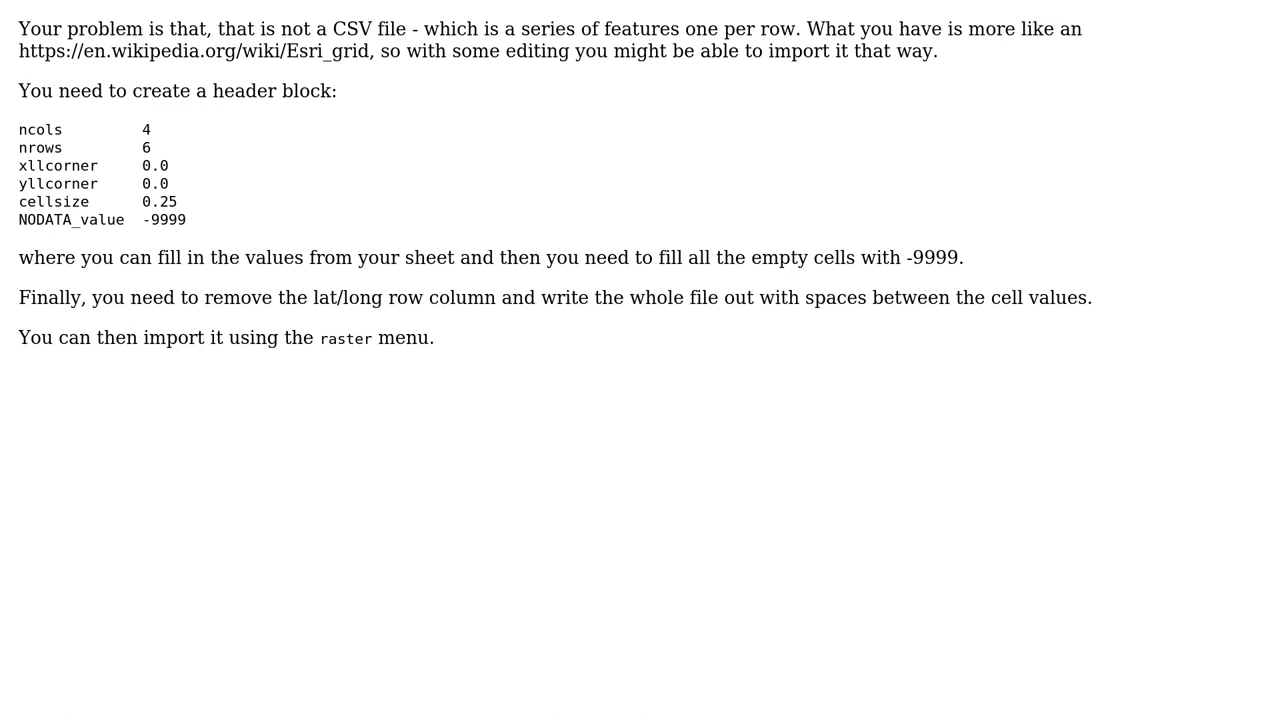 Your problem is that, that is not a CSV file - which is a series of features one per row. What you have is more like an
https://en.wikipedia.org/wiki/Esri_grid, so with some editing you might be able to import it that way.
You need to create a header block:
ncols         4
nrows         6
xllcorner     0.0
yllcorner     0.0
cellsize      0.25
NODATA_value  -9999
where you can fill in the values from your sheet and then you need to fill all the empty cells with -9999.
Finally, you need to remove the lat/long row column and write the whole file out with spaces between the cell values.
You can then import it using the raster menu.